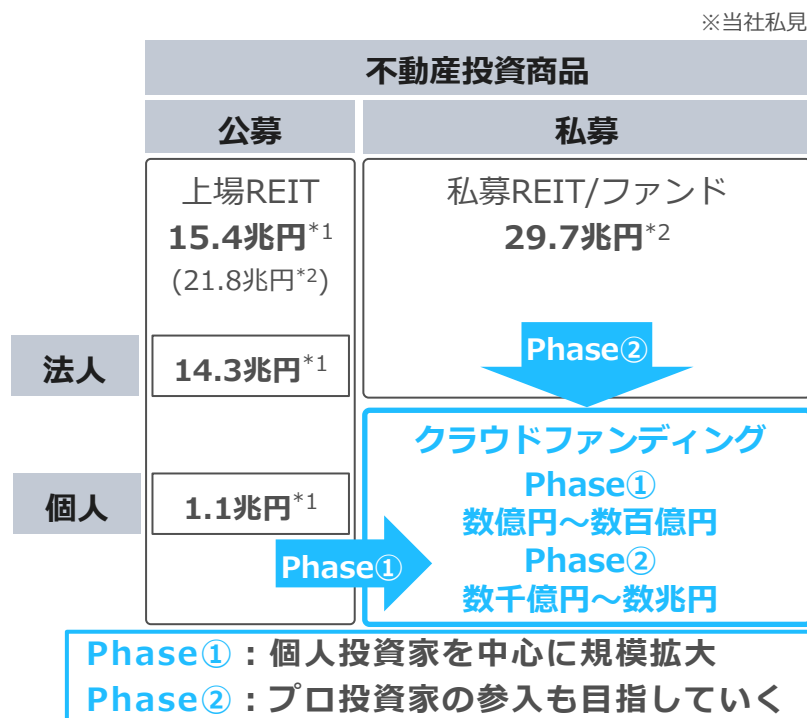 ※当社私見
不動産投資商品
公募
私募
上場REIT
15.4兆円*1
(21.8兆円*2)
私募REIT/ファンド
29.7兆円*2
Phase②
法人
14.3兆円*1
個人
1.1兆円*1
Phase①
クラウドファンディング
Phase①
数億円～数百億円
Phase②
数千億円～数兆円
Phase①：個人投資家を中心に規模拡大
Phase②：プロ投資家の参入も目指していく